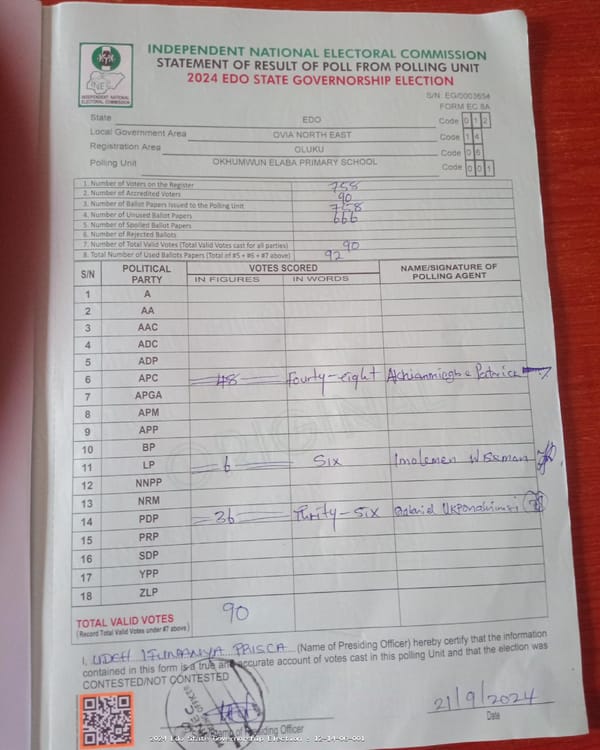 INDEPENDENT NATIONAL ELECTORAL COMMISSION
STATEMENT OF RESULT OF POLL FROM POLLING UNIT
2024 EDO STATE GOVERNORSHIP ELECTION
INEC
INDEPENDENT NATIONAL
ELECTORAL COMMISSION
S/N: EG/0003654
FORM EC 8A
State EDO Code 0 1 2
Local Government Area OVIA NORTH EAST Code 1 4
Registration Area OLUKU Code 0 6
Polling Unit OKHUMWUN ELABA PRIMARY SCHOOL Code 0 0 1
1. Number of Voters on the Register 758
2. Number of Accredited Voters 90
3. Number of Ballot Papers Issued to the Polling Unit 758
4. Number of Unused Ballot Papers 666
5. Number of Spoiled Ballot Papers
6. Number of Rejected Ballots
7. Number of Total Valid Votes (Total Valid Votes cast for all parties) 90
8. Total Number of Used Ballots Papers (Total of #5 + #6 + #7 above) 92
S/N POLITICAL PARTY VOTES SCORED NAME/SIGNATURE OF POLLING AGENT
IN FIGURES IN WORDS
1 A
2 AA
3 AAC
4 ADC
5 ADP
6 APC 48 Fourty-eight Patrick
7 APGA
8 APM
9 APP
10 BP
11 LP 6 Six Imolemen
12 NNPP
13 NRM
14 PDP 36 Thrity-Six
15 PRP
16 SDP
17 YPP
18 ZLP
TOTAL VALID VOTES 90
(Record Total Valid Votes under #7 above)
I, UDEH IFUNANYA PRISCA (Name of Presiding Officer) hereby certify that the information
contained in this form is a true and accurate account of votes cast in this polling Unit and that the election was
CONTESTED/NOT CONTESTED
21/9/2024
Officer
Date
2024 Edo State Governorship Election - 12-14-06-001